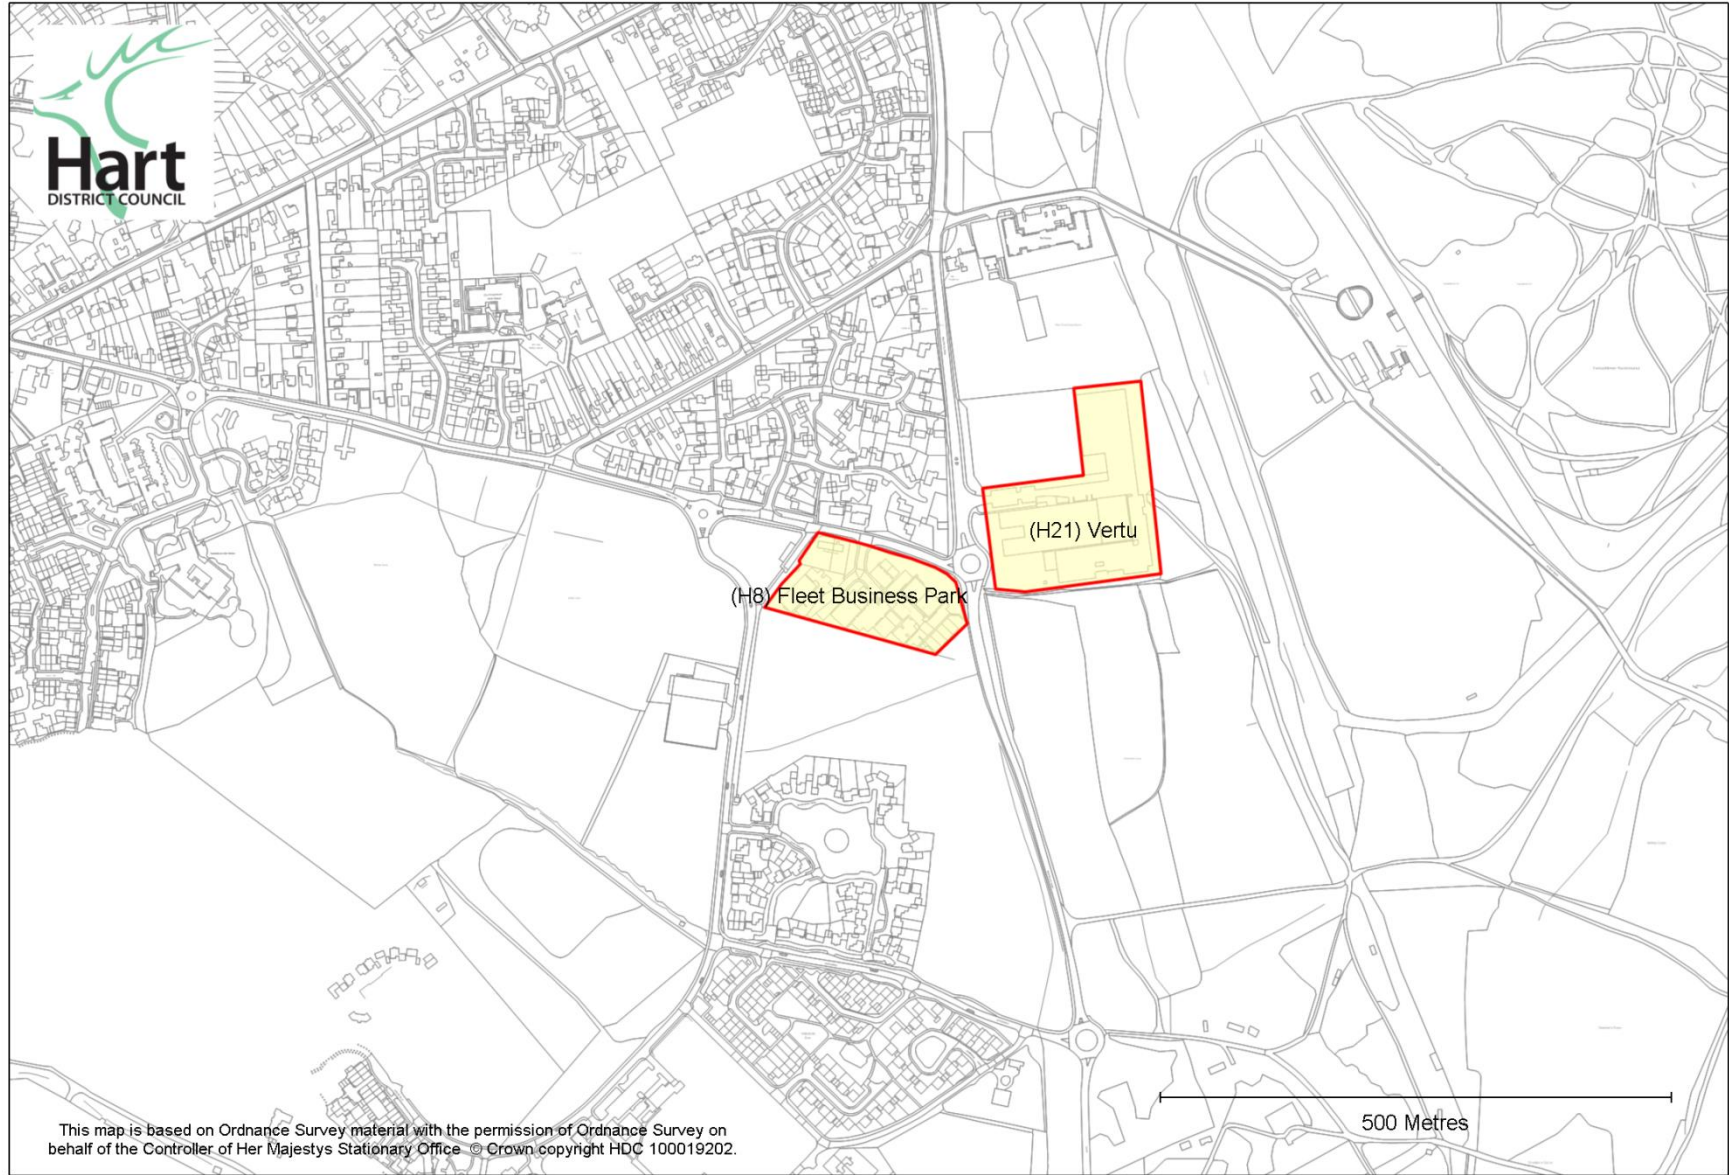 Hart
DISTRICT COUNCIL
(H21) Vertu
(H8) Fleet Business Park
500 Metres
This map is based on Ordnance Survey material with the permission of Ordnance Survey on
behalf of the Controller of Her Majestys Stationary Office © Crown copyright HDC 100019202.